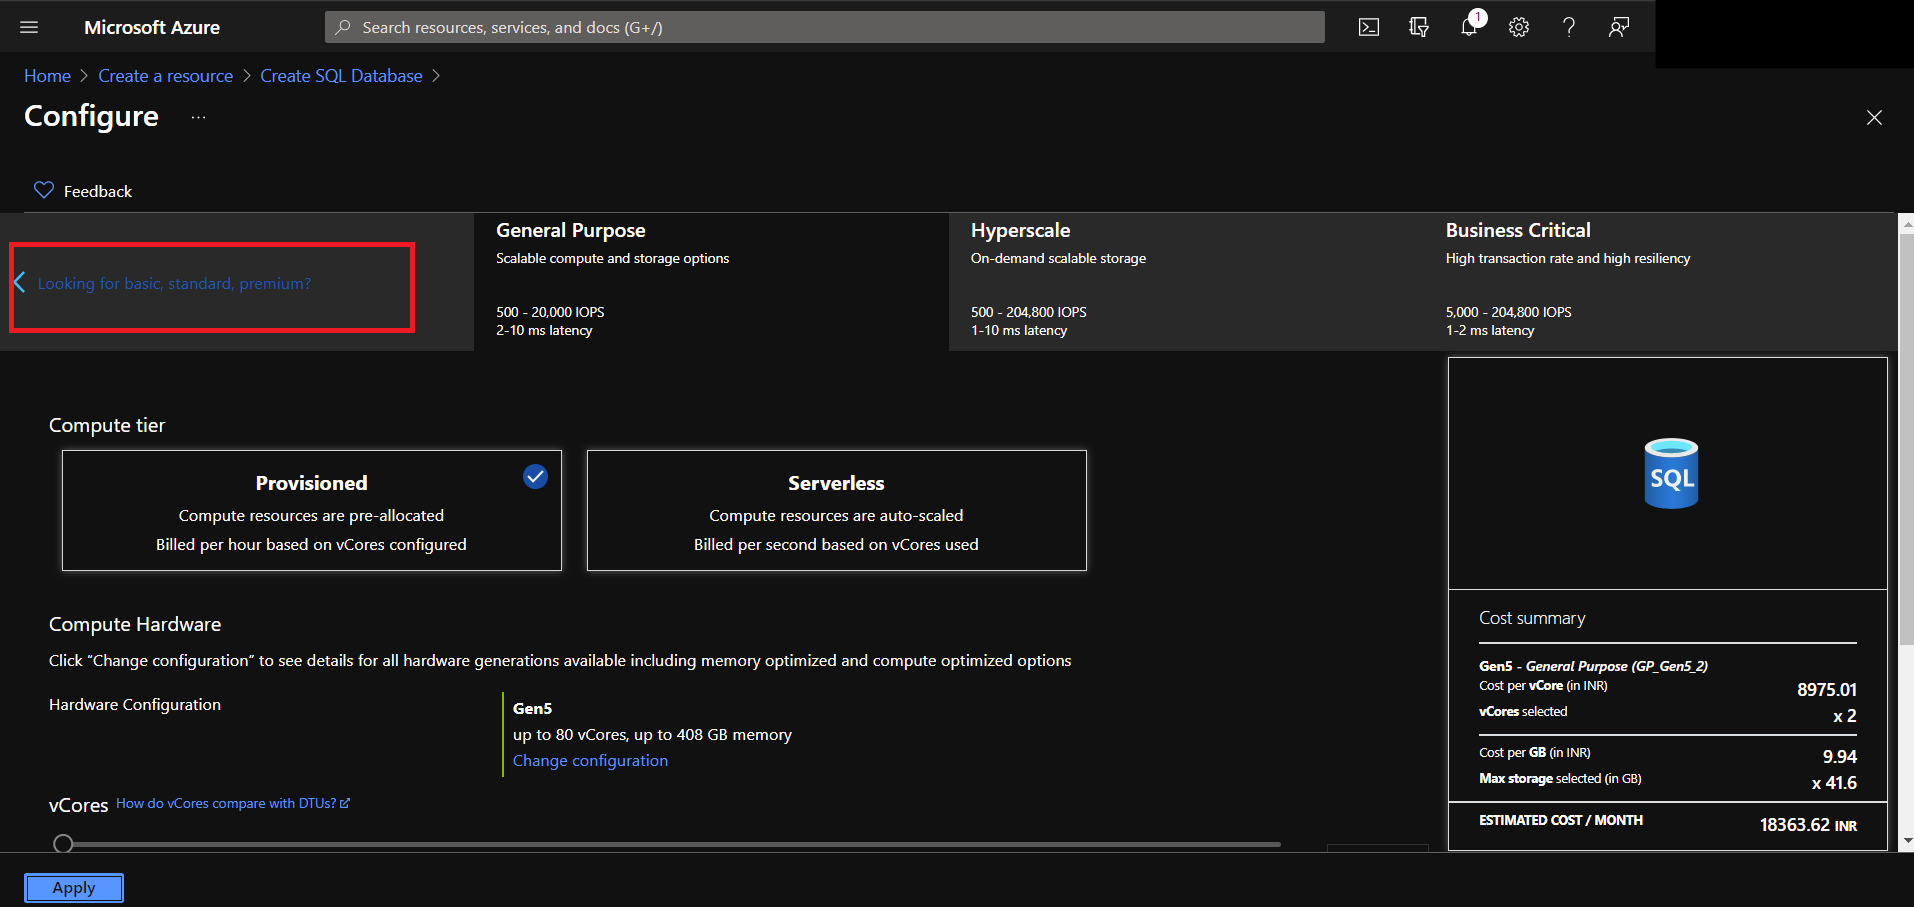 Microsoft Azure
Search resources, services, and docs (G+/)
1
Home > Create a resource > Create SQL Database >
Configure ...
Feedback
Looking for basic, standard, premium?
General Purpose
Scalable compute and storage options
500 - 20,000 IOPS
2-10 ms latency
Hyperscale
On-demand scalable storage
500 - 204,800 IOPS
1-10 ms latency
Business Critical
High transaction rate and high resiliency
5,000 - 204,800 IOPS
1-2 ms latency
Compute tier
Provisioned
Compute resources are pre-allocated
Billed per hour based on vCores configured
Serverless
Compute resources are auto-scaled
Billed per second based on vCores used
Compute Hardware
Click “Change configuration” to see details for all hardware generations available including memory optimized and compute optimized options
Hardware Configuration
Gen5
up to 80 vCores, up to 408 GB memory
Change configuration
vCores How do vCores compare with DTUs?
SQL
Cost summary
Gen5 - General Purpose (GP_Gen5_2)
Cost per vCore (in INR) 8975.01
vCores selected x 2
Cost per GB (in INR) 9.94
Max storage selected (in GB) x 41.6
ESTIMATED COST / MONTH 18363.62 INR
Apply